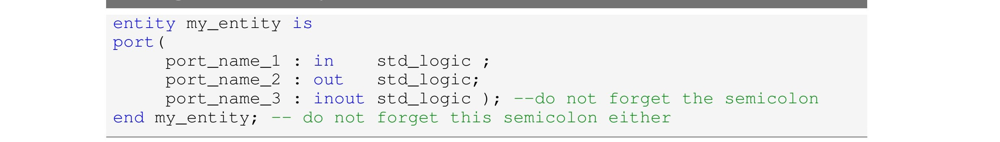 entity my_entity is
port(
     port_name_1 : in    std_logic ;
     port_name_2 : out   std_logic;
     port_name_3 : inout std_logic ); --do not forget the semicolon
end my_entity; -- do not forget this semicolon either